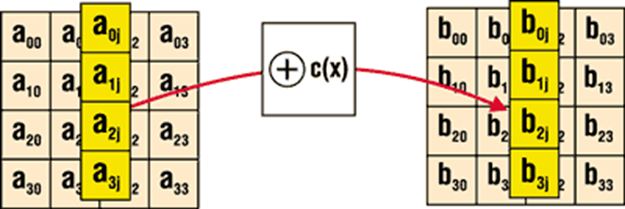 a₀₀ a₀ⱼ a₀₃ b₀₀ b₀ⱼ b₀₃
⊕ c(x)
a₁₀ a₁ⱼ a₁₃ b₁₀ b₁ⱼ b₁₃
a₂₀ a₂ⱼ a₂₃ b₂₀ b₂ⱼ b₂₃
a₃₀ a₃ⱼ a₃₃ b₃₀ b₃ⱼ b₃₃